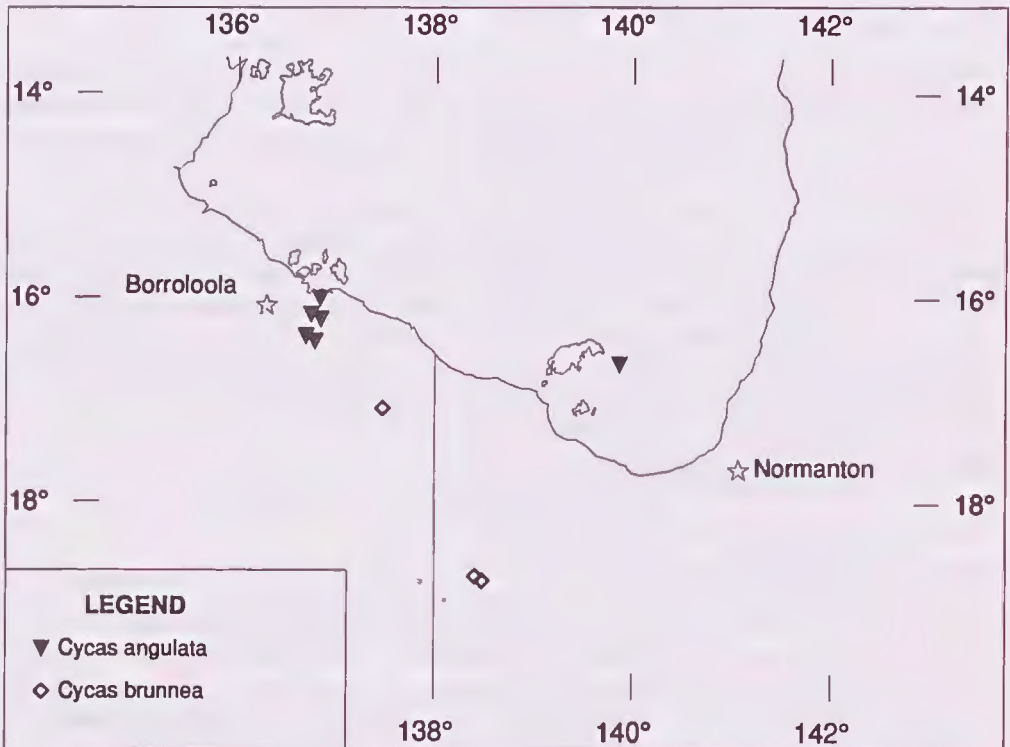 136° 138° 140° 142°
14° 14°
Borroloola 16° 16°
Normanton
18° 18°
LEGEND
Cycas angulata
Cycas brunnea
138° 140° 142°